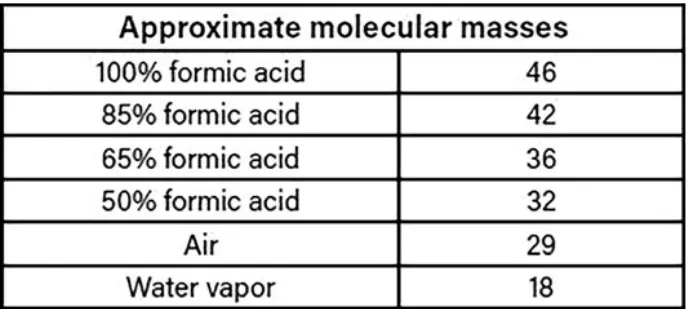 Approximate molecular masses
100% formic acid 46
85% formic acid 42
65% formic acid 36
50% formic acid 32
Air 29
Water vapor 18